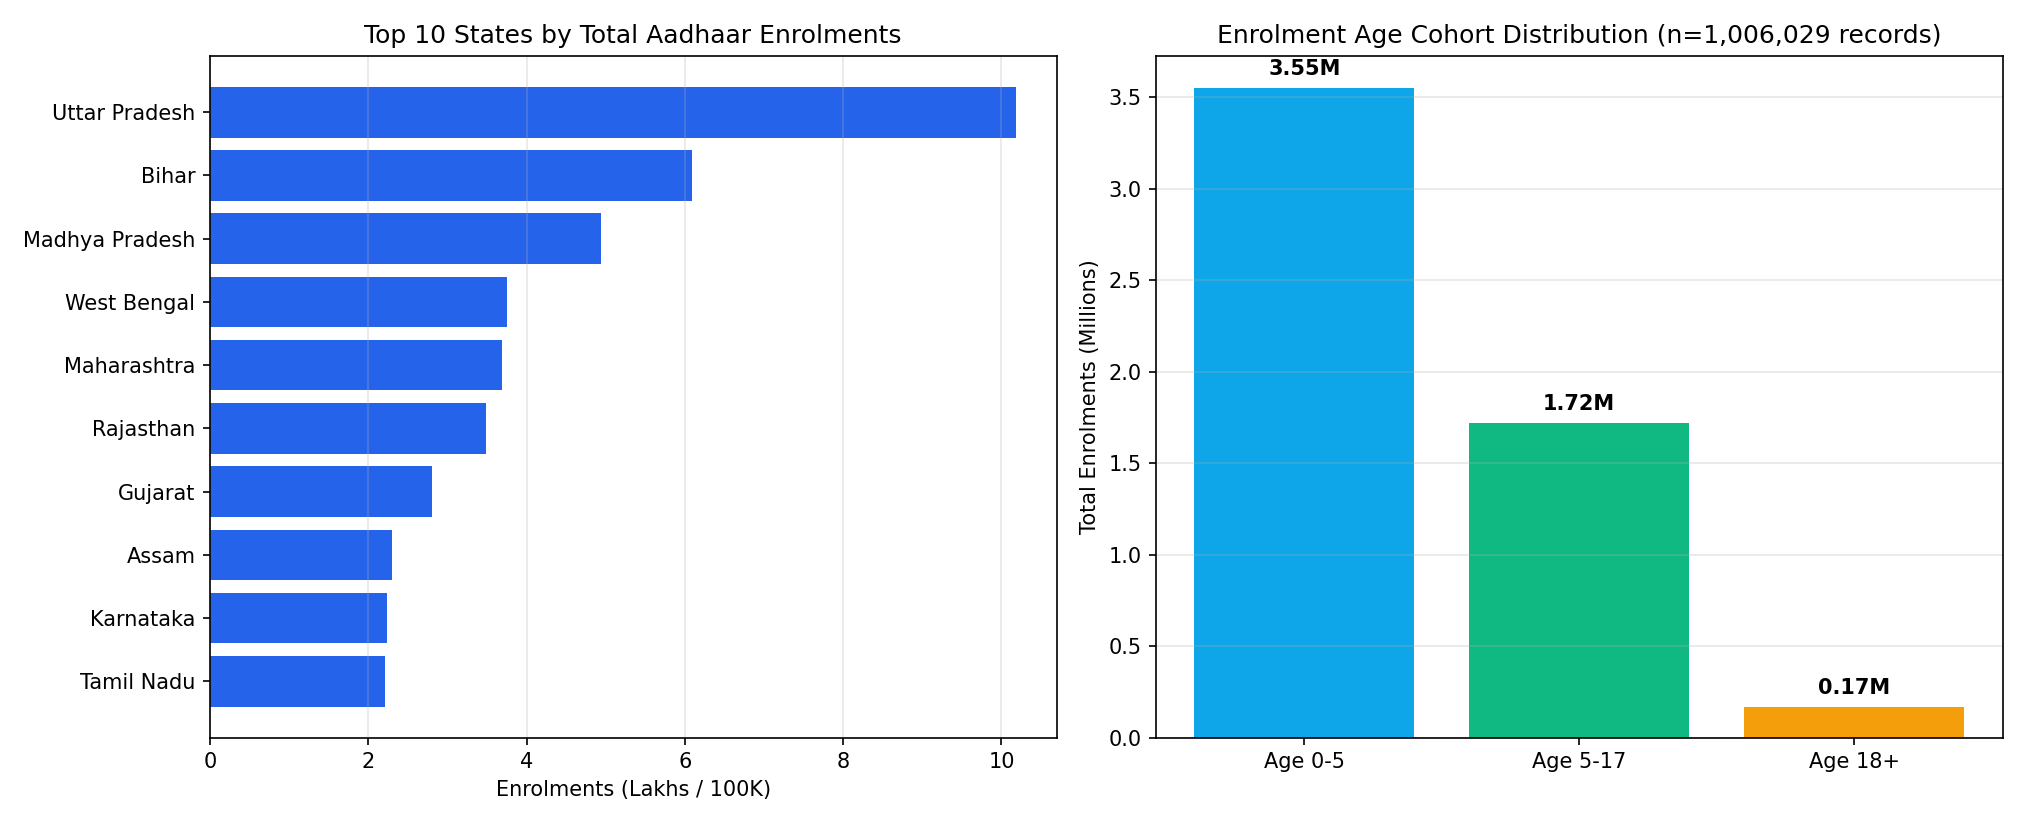 Top 10 States by Total Aadhaar Enrolments
Uttar Pradesh
Bihar
Madhya Pradesh
West Bengal
Maharashtra
Rajasthan
Gujarat
Assam
Karnataka
Tamil Nadu
0 2 4 6 8 10
Enrolments (Lakhs / 100K)
Enrolment Age Cohort Distribution (n=1,006,029 records)
Total Enrolments (Millions)
3.5
3.0
2.5
2.0
1.5
1.0
0.5
0.0
3.55M
1.72M
0.17M
Age 0-5 Age 5-17 Age 18+